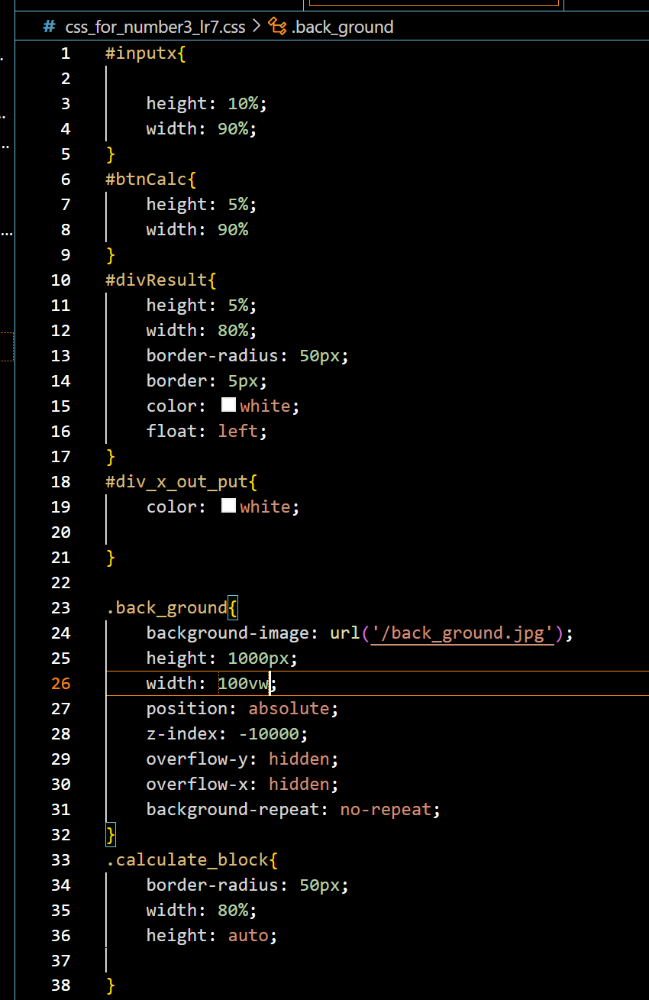 # css_for_number3_lr7.css > .back_ground
1 #inputx{
2
3 height: 10%;
4 width: 90%;
5 }
6 #btnCalc{
7 height: 5%;
8 width: 90%
9 }
10 #divResult{
11 height: 5%;
12 width: 80%;
13 border-radius: 50px;
14 border: 5px;
15 color: white;
16 float: left;
17 }
18 #div_x_out_put{
19 color: white;
20
21 }
22
23 .back_ground{
24 background-image: url('/back_ground.jpg');
25 height: 1000px;
26 width: 100vw;
27 position: absolute;
28 z-index: -10000;
29 overflow-y: hidden;
30 overflow-x: hidden;
31 background-repeat: no-repeat;
32 }
33 .calculate_block{
34 border-radius: 50px;
35 width: 80%;
36 height: auto;
37
38 }